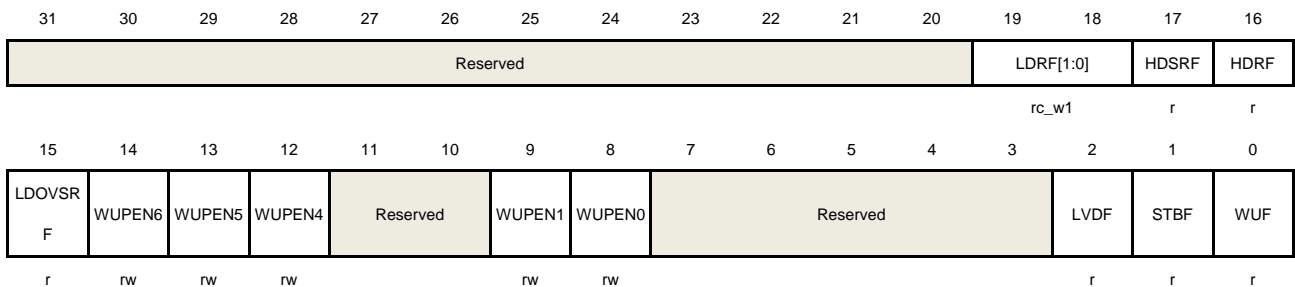 31 30 29 28 27 26 25 24 23 22 21 20 19 18 17 16
Reserved LDRF[1:0] HDSRF HDRF
rc_w1 r r
15 14 13 12 11 10 9 8 7 6 5 4 3 2 1 0
LDOVSR
F WUPEN6 WUPEN5 WUPEN4 Reserved WUPEN1 WUPEN0 Reserved LVDF STBF WUF
r rw rw rw rw rw r r r